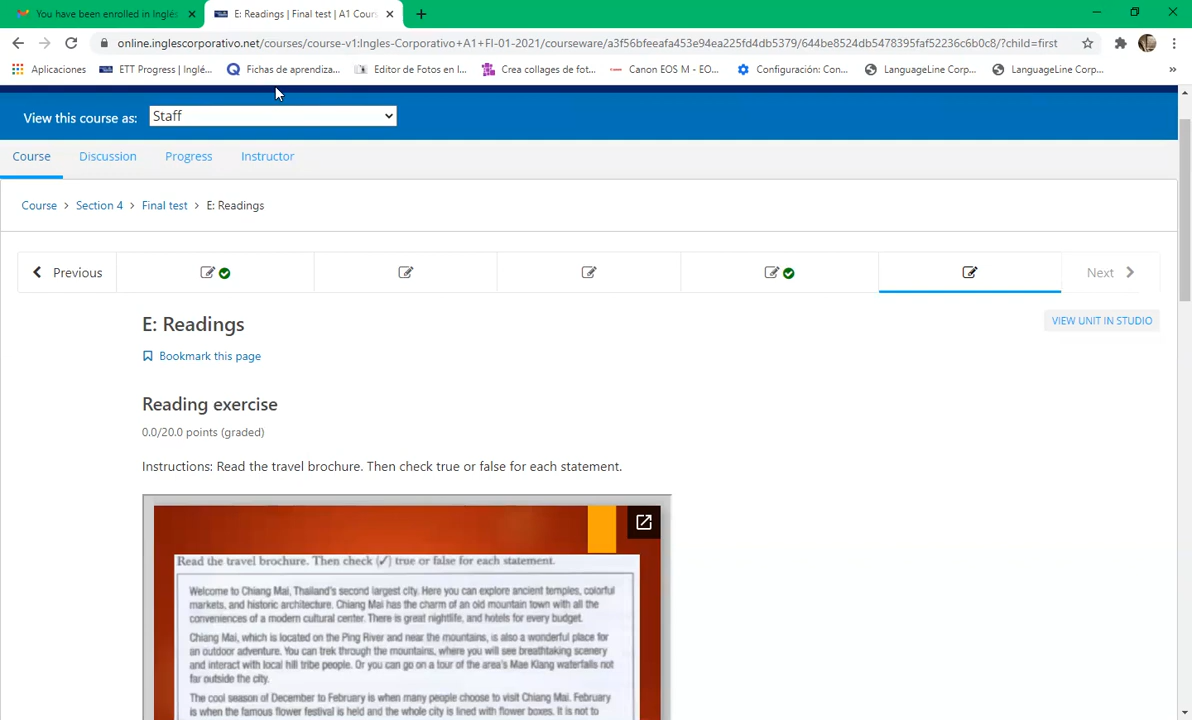 You have been enrolled in Inglés
E: Readings | Final test | A1 Cours
online.inglescorporativo.net/courses/course-v1:Ingles-Corporativo+A1+FI-01-2021/courseware/a3f56bfeefa453e94ea225fd4db5379/644be8524db5478395faf52236c6b0c8/?child=first
Aplicaciones
ETT Progress | Inglé...
Fichas de aprendiza...
Editor de Fotos en l...
Crea collages de fot...
Canon EOS M - EO...
Configuración: Con...
LanguageLine Corp...
LanguageLine Corp...
»
View this course as:
Staff
Course
Discussion
Progress
Instructor
Course > Section 4 > Final test > E: Readings
Previous
Next
E: Readings
VIEW UNIT IN STUDIO
Bookmark this page
Reading exercise
0.0/20.0 points (graded)
Instructions: Read the travel brochure. Then check true or false for each statement.
Read the travel brochure. Then check (✓) true or false for each statement.
Welcome to Chiang Mai, Thailand's second largest city. Here you can explore ancient temples, colorful
markets, and historic architecture. Chiang Mai has the charm of an old mountain town with all the
conveniences of a modern cultural center. There is great nightlife, and hotels for every budget.
Chiang Mai, which is located on the Ping River and near the mountains, is also a wonderful place for
an outdoor adventure. You can trek through the mountains, where you will see breathtaking scenery
and interact with local hill tribe people. Or you can go on a tour of the area's Mae Klang waterfalls not
far outside the city.
The cool season of December to February is when many people choose to visit Chiang Mai. February
is when the famous flower festival is held and the whole city is lined with flower boxes. It is not to